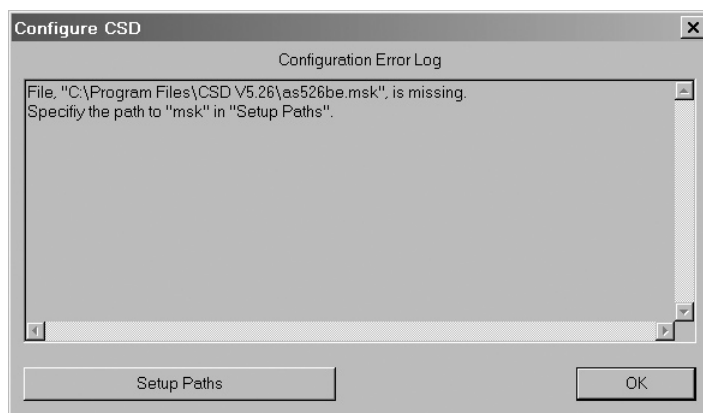 Configure CSD
Configuration Error Log
File, "C:\Program Files\CSD V5.26\as526be.msk", is missing.
Specifiy the path to "msk" in "Setup Paths".
Setup Paths
OK